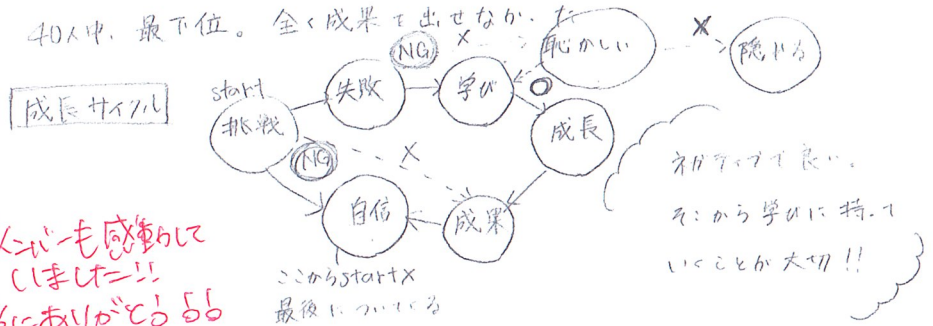 40人中、最下位。全く成果を出せなかった
NG
×
恥かしい
×
隠れる
成長サイクル
start
挑戦
失敗
学び
成長
NG
×
自信
成果
ネガティブで良い。
そこから学びに持って
いくことが大切!!
ンバーも感動して
いました!!
にありがとう
ここからstart×
最後についてくる